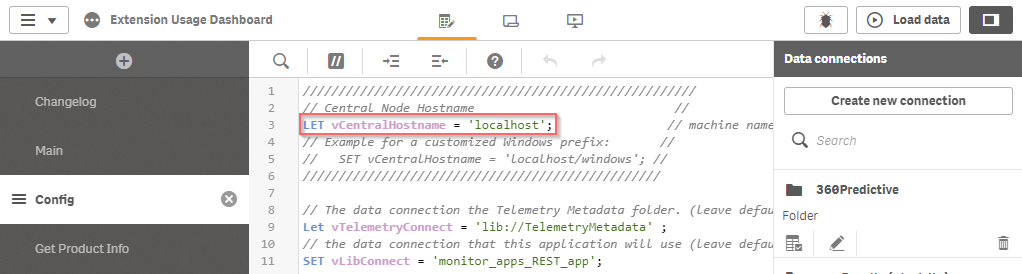 Extension Usage Dashboard
Load data
Changelog
Main
Config
Get Product Info
1 ////////////////////////////////////////////////////////
2 // Central Node Hostname //
3 LET vCentralHostname = 'localhost'; // machine name
4 // Example for a customized Windows prefix: //
5 // SET vCentralHostname = 'localhost/windows'; //
6 ///////////////////////////////////////////////////
7
8 // The data connection the Telemetry Metadata folder. (leave defau
9 Let vTelemetryConnect = 'lib://TelemetryMetadata' ;
10 // the data connection that this application will use (leave defau
11 SET vLibConnect = 'monitor_apps_REST_app';
Data connections
Create new connection
Search
360Predictive
Folder